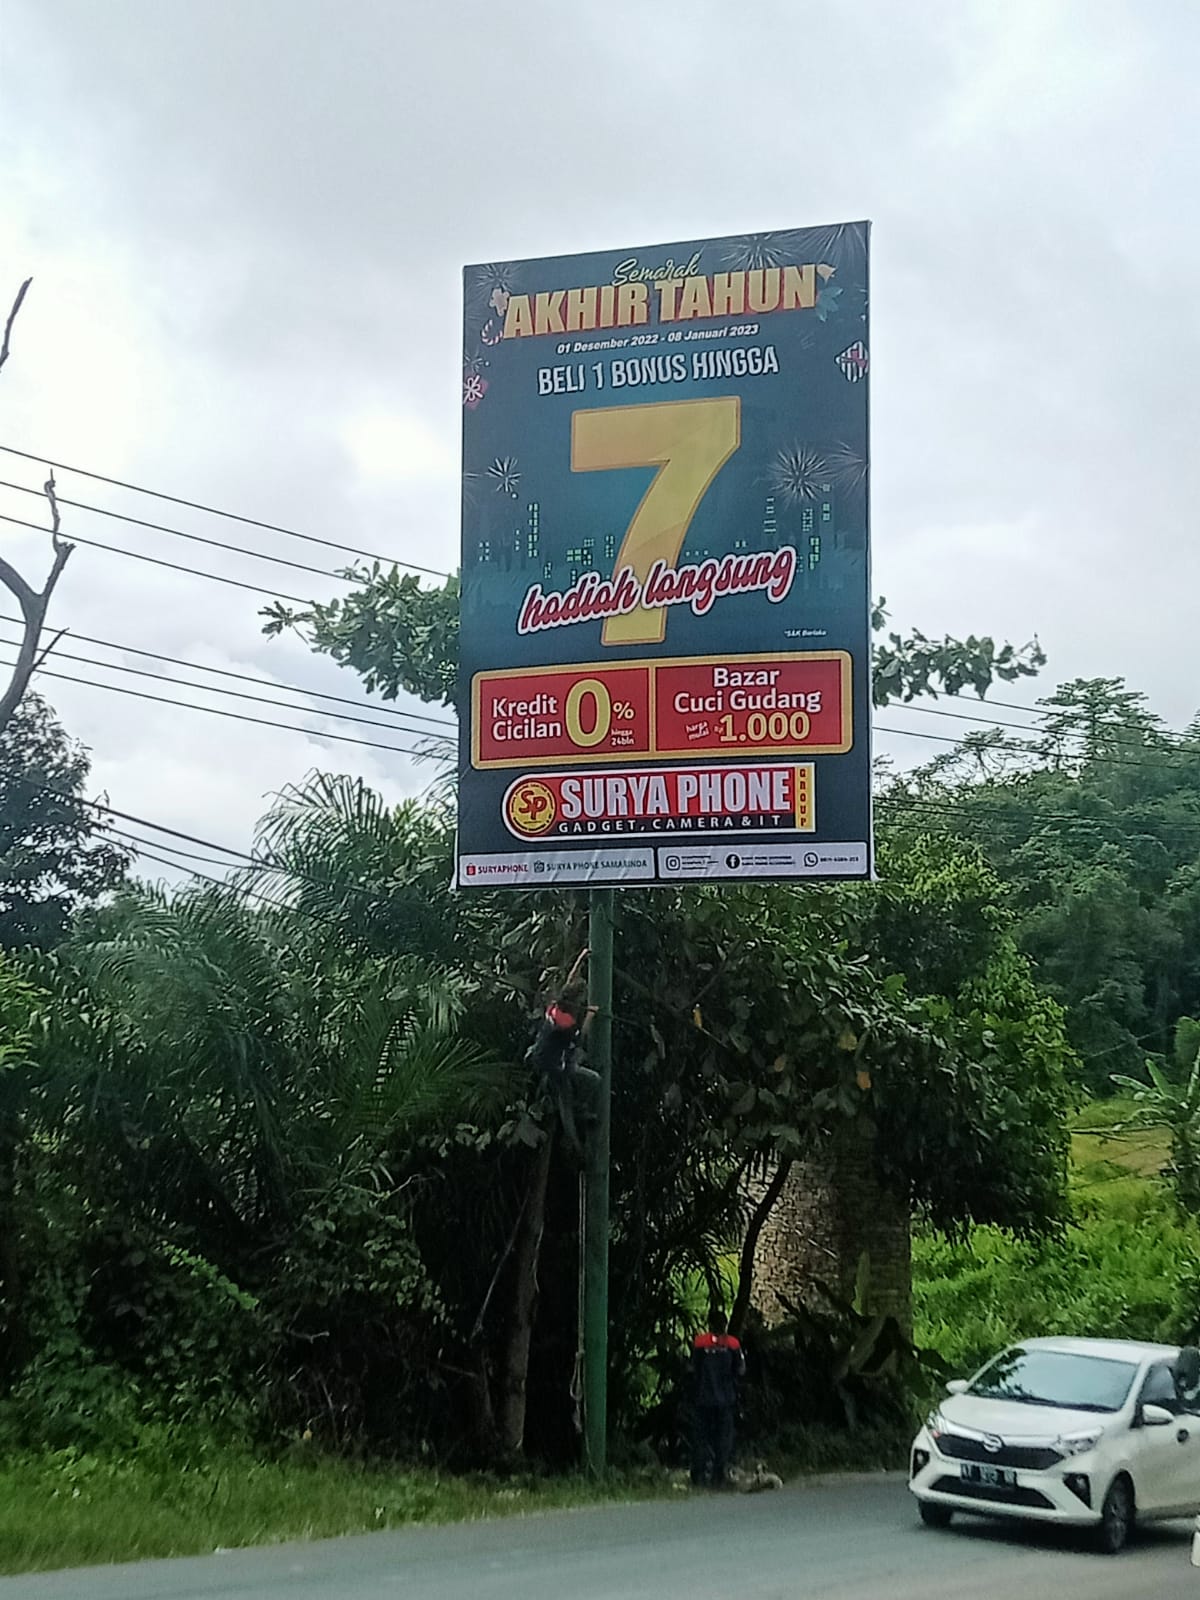 Semarak
AKHIR TAHUN
01 Desember 2022 - 08 Januari 2023
BELI 1 BONUS HINGGA
7
hadiah langsung
*S&K Berlaku
Kredit
Cicilan 0%
hingga
24bln
Bazar
Cuci Gudang
harga
mulai Rp 1.000
SP SURYA PHONE GROUP
GADGET, CAMERA & IT
SURYAPHONE SURYA PHONE SAMARINDA